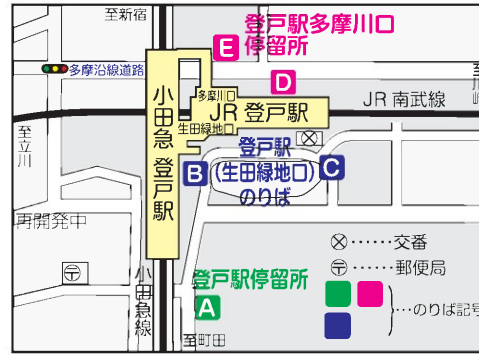 至新宿
E
登戸駅多摩川口
停留所
多摩沿線道路
D
多摩川口
JR 登戸駅
JR 南武線
至川崎
生田緑地口
小田急 登戸駅
至立川
登戸駅
(生田緑地口)
のりば
B
C
再開発中
……交番
〒……郵便局
〒
小田急線
登戸駅停留所
A
…のりば記号
至町田